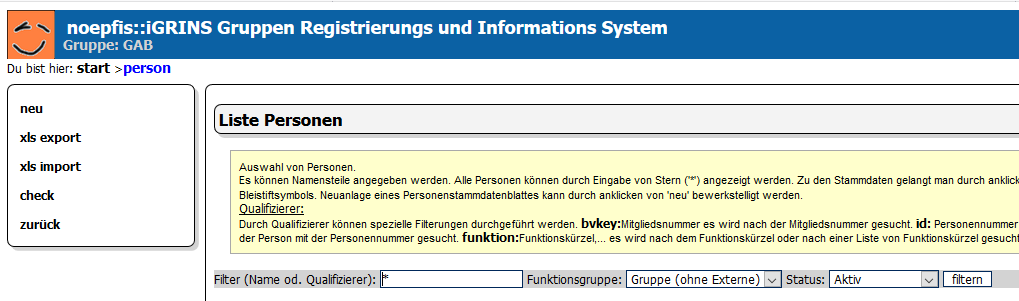 noepfis::iGRINS Gruppen Registrierungs und Informations System
Gruppe: GAB
Du bist hier: start >person
neu
xls export
xls import
check
zurück
Liste Personen
Auswahl von Personen.
Es können Namensteile angegeben werden. Alle Personen können durch Eingabe von Stern ('*') angezeigt werden. Zu den Stammdaten gelangt man durch anklick
Bleistiftsymbols. Neuanlage eines Personenstammdatenblattes kann durch anklicken von 'neu' bewerkstelligt werden.
Qualifizierer:
Durch Qualifizierer können spezielle Filterungen durchgeführt werden. bvkey:Mitgliedsnummer es wird nach der Mitgliedsnummer gesucht. id: Personennummer
der Person mit der Personennummer gesucht. funktion:Funktionskürzel,... es wird nach dem Funktionskürzel oder nach einer Liste von Funktionskürzel gesucht
Filter (Name od. Qualifizierer): * Funktionsgruppe: Gruppe (ohne Externe) Status: Aktiv filtern